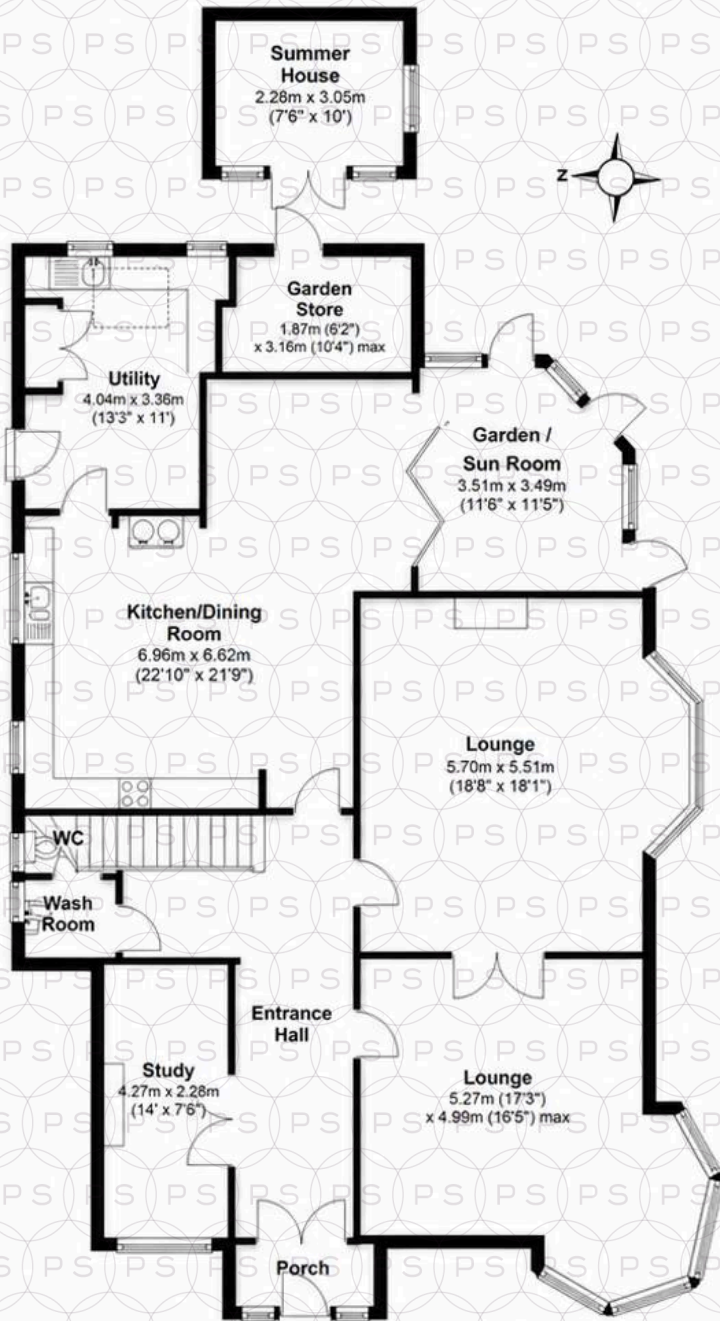 Summer
House
2.28m x 3.05m
(7'6" x 10')
Z
Garden
Store
1.87m (6'2")
x 3.16m (10'4") max
Utility
4.04m x 3.36m
(13'3" x 11')
Garden /
Sun Room
3.51m x 3.49m
(11'6" x 11'5")
Kitchen/Dining
Room
6.96m x 6.62m
(22'10" x 21'9")
Lounge
5.70m x 5.51m
(18'8" x 18'1")
WC
Wash
Room
Entrance
Hall
Study
4.27m x 2.28m
(14' x 7'6")
Lounge
5.27m (17'3")
x 4.99m (16'5") max
Porch
PS